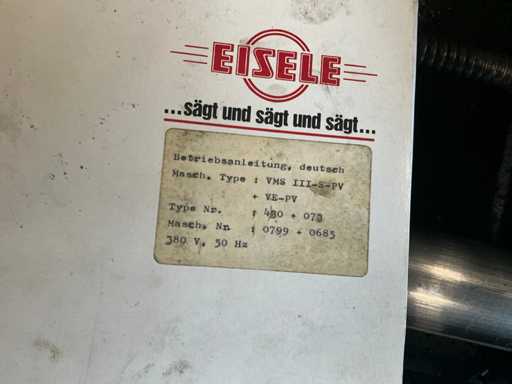 EISELE
...sägt und sägt und sägt...
Betriebsanleitung, deutsch
Masch. Type : VMS III-S-PV
+ VE-PV
Type Nr. : 480 + 073
Masch. Nr. : 0799 + 0685
380 V, 50 Hz